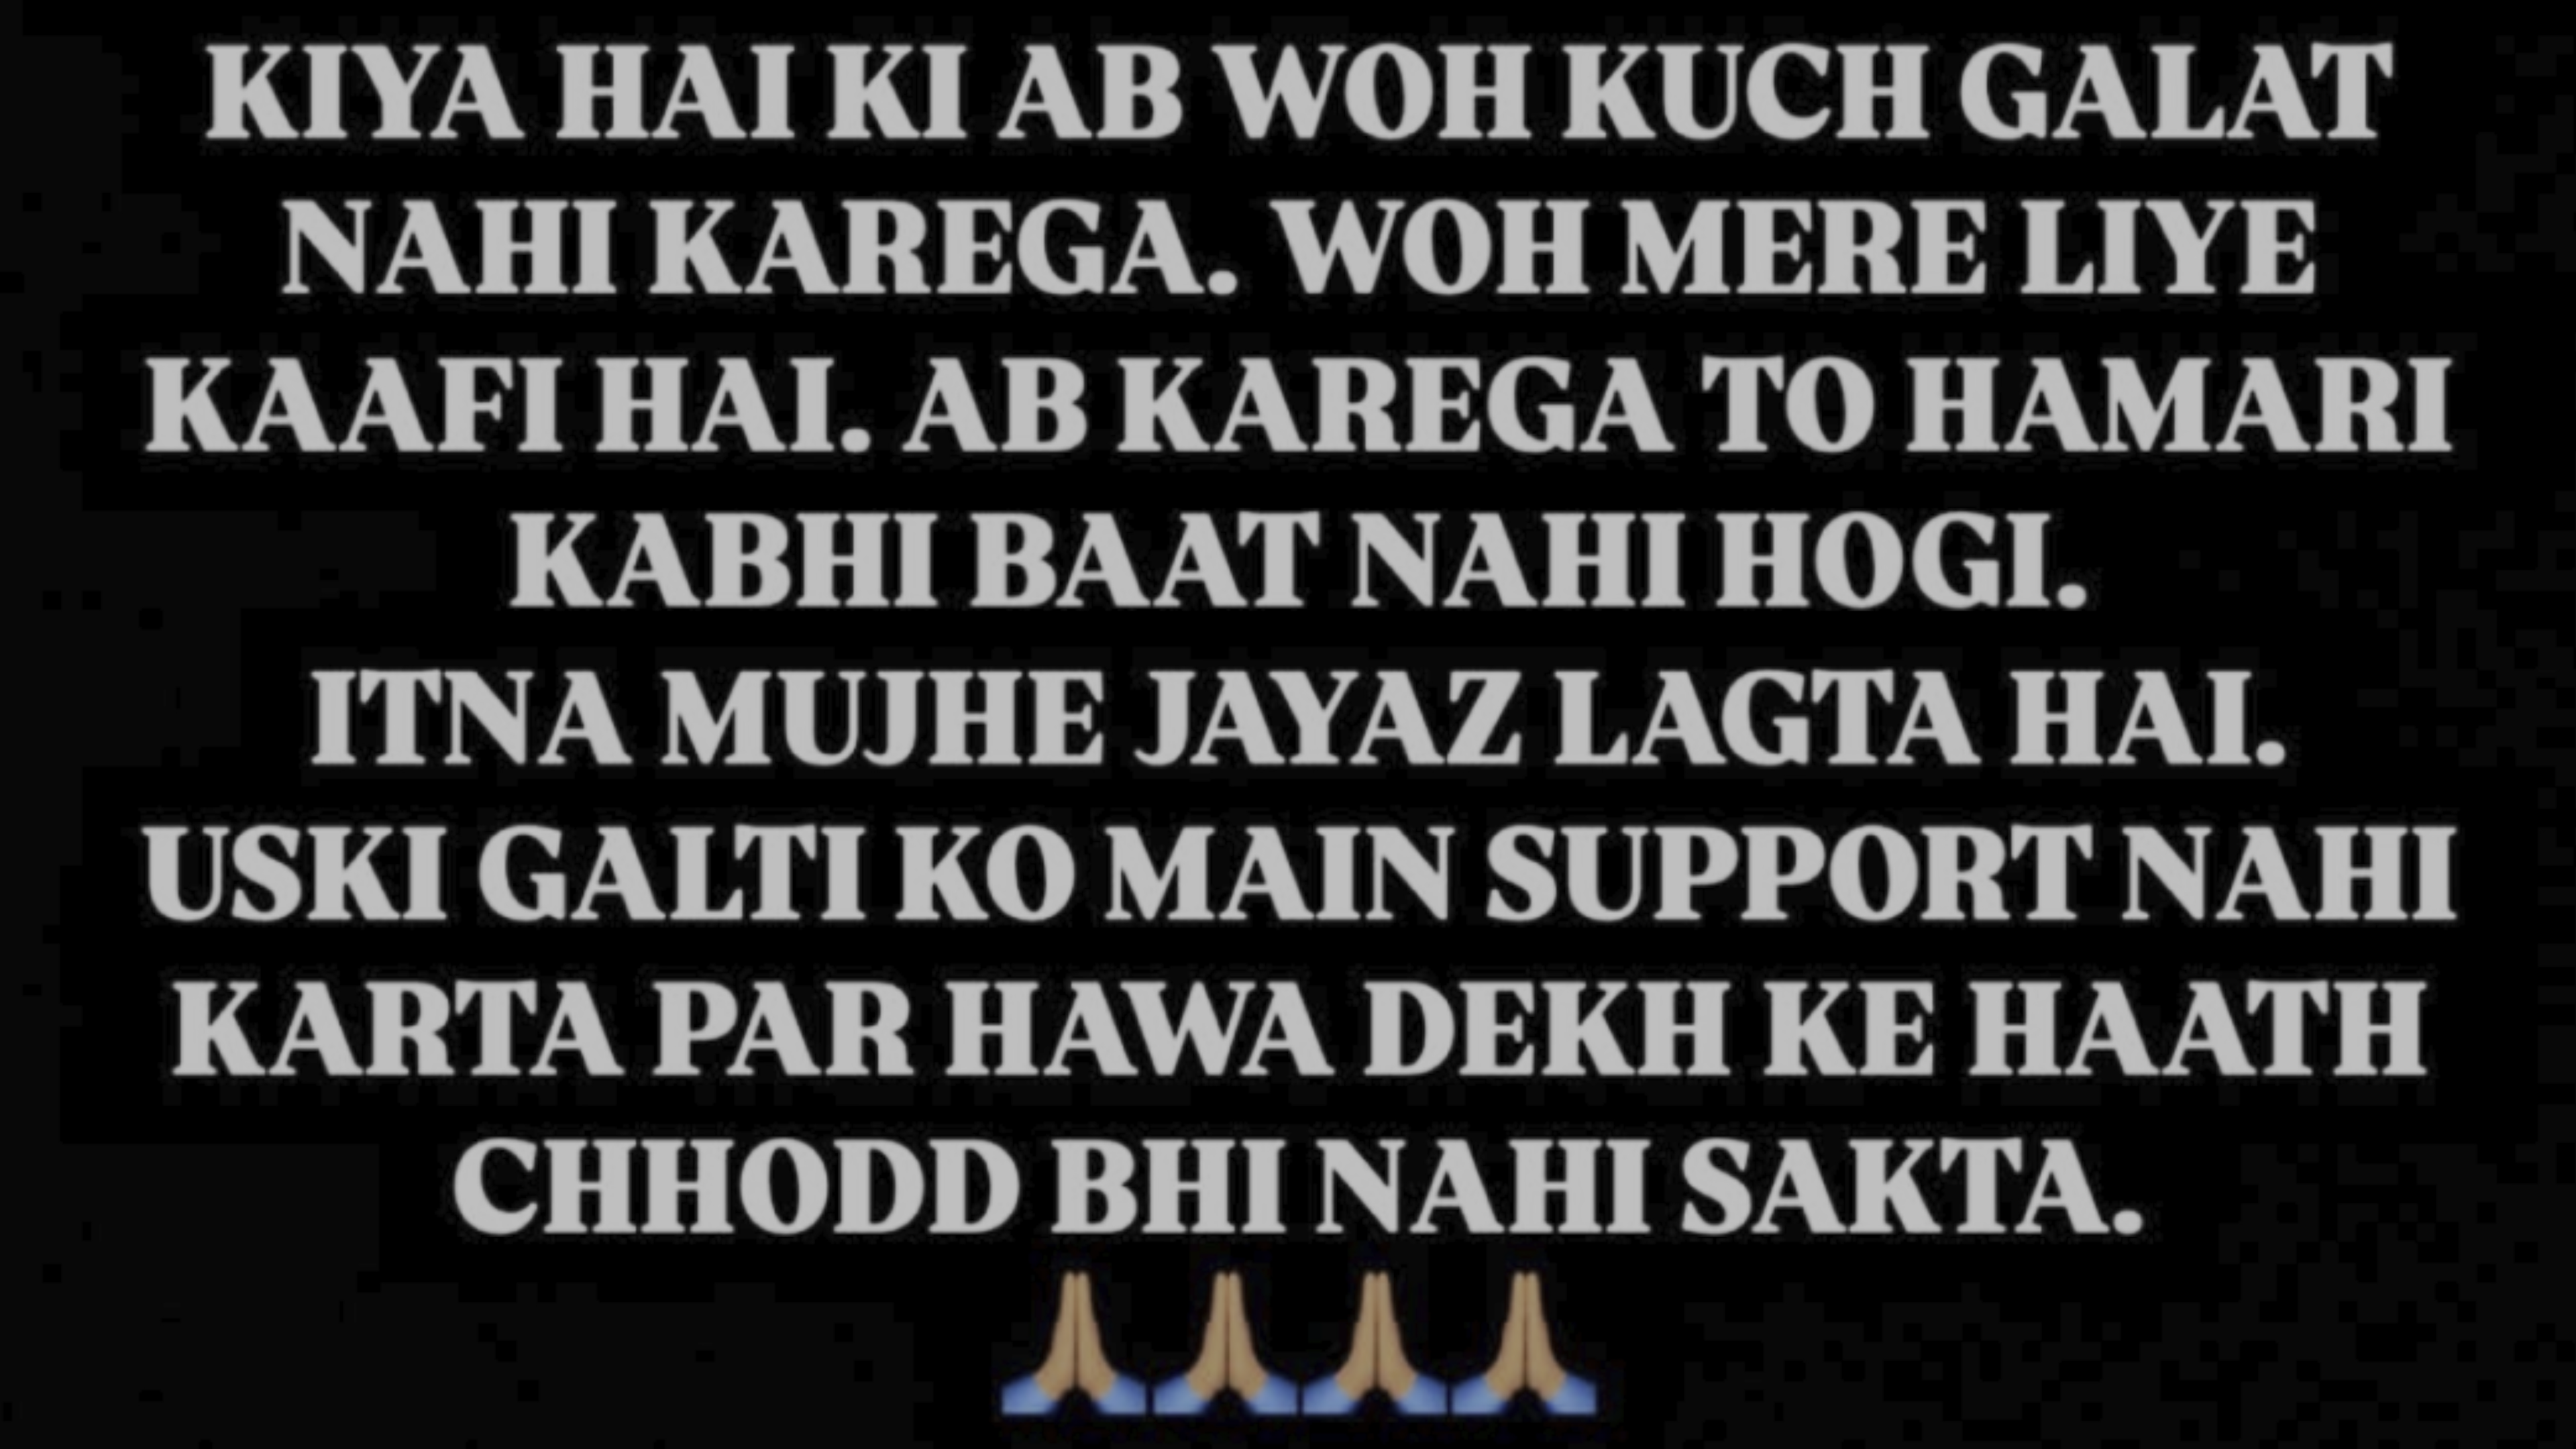 KIYA HAI KI AB WOH KUCH GALAT
NAHI KAREGA. WOH MERE LIYE
KAAFI HAI. AB KAREGA TO HAMARI
KABHI BAAT NAHI HOGI.
ITNA MUJHE JAYAZ LAGTA HAI.
USKI GALTI KO MAIN SUPPORT NAHI
KARTA PAR HAWA DEKH KE HAATH
CHHODD BHI NAHI SAKTA.
🙏🏽🙏🏽🙏🏽🙏🏽